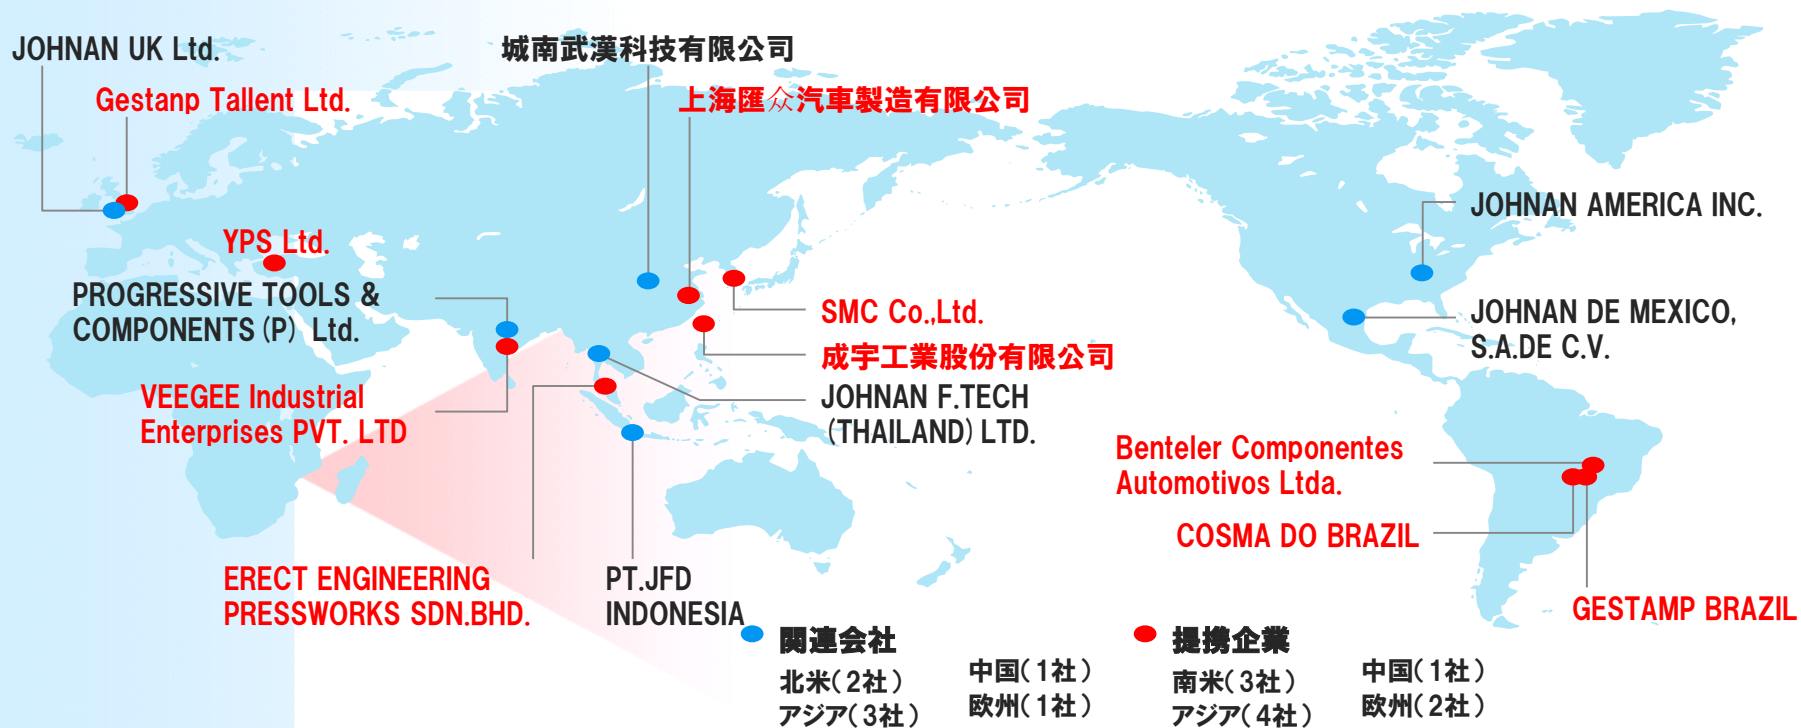 JOHNAN UK Ltd.
Gestanp Tallent Ltd.
城南武漢科技有限公司
上海匯众汽車製造有限公司
YPS Ltd.
PROGRESSIVE TOOLS &
COMPONENTS (P) Ltd.
VEEGEE Industrial
Enterprises PVT. LTD
ERECT ENGINEERING
PRESSWORKS SDN.BHD.
PT.JFD
INDONESIA
SMC Co.,Ltd.
成宇工業股份有限公司
JOHNAN F.TECH
(THAILAND) LTD.
JOHNAN AMERICA INC.
JOHNAN DE MEXICO,
S.A.DE C.V.
Benteler Componentes
Automotivos Ltda.
COSMA DO BRAZIL
GESTAMP BRAZIL
関連会社
北米(2社)
アジア(3社)
中国(1社)
欧州(1社)
提携企業
南米(3社)
アジア(4社)
中国(1社)
欧州(2社)